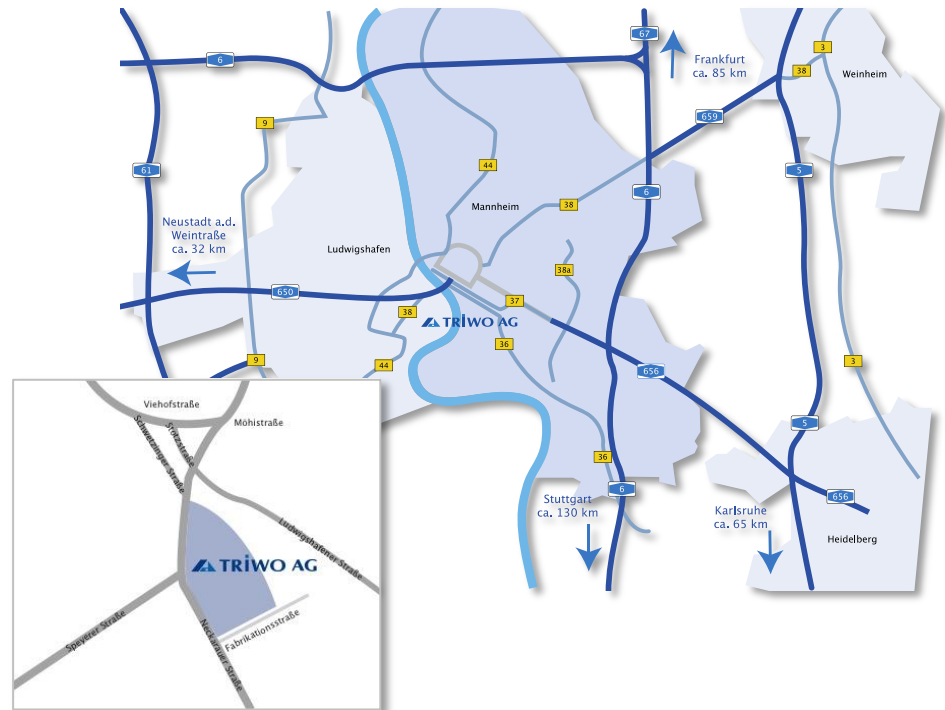 67
3
6
Frankfurt
ca. 85 km
38
Weinheim
659
9
44
61
5
6
Mannheim
38
Neustadt a.d.
Weintraße
ca. 32 km
Ludwigshafen
38a
650
37
38
TRIWO AG
36
9
44
656
3
5
36
6
656
Stuttgart
ca. 130 km
Karlsruhe
ca. 65 km
Heidelberg
Viehofstraße
Möhistraße
Stotzstraße
Schwetzinger Straße
Ludwigshafener Straße
TRIWO AG
Speyerer Straße
Fabrikationsstraße
Neckarauer Straße